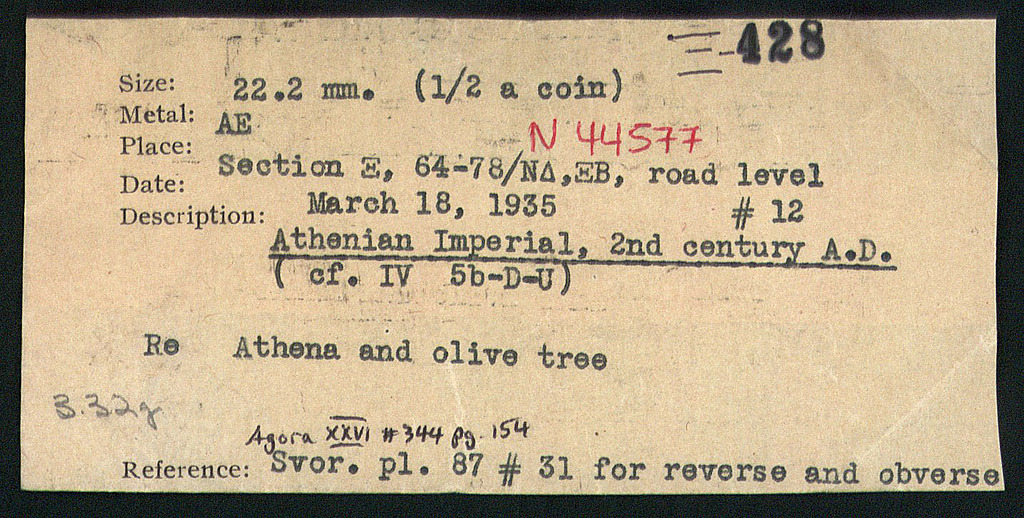 Ξ-428
Size: 22.2 mm. (1/2 a coin)
Metal: AE
N 44577
Place: Section Ξ, 64-78/ΝΔ,ΞΒ, road level
Date: March 18, 1935 # 12
Description: Athenian Imperial, 2nd century A.D.
( cf. IV 5b-D-U)
Re Athena and olive tree
3.32g
Agora XXVI #344 pg. 154
Reference: Svor. pl. 87 # 31 for reverse and obverse